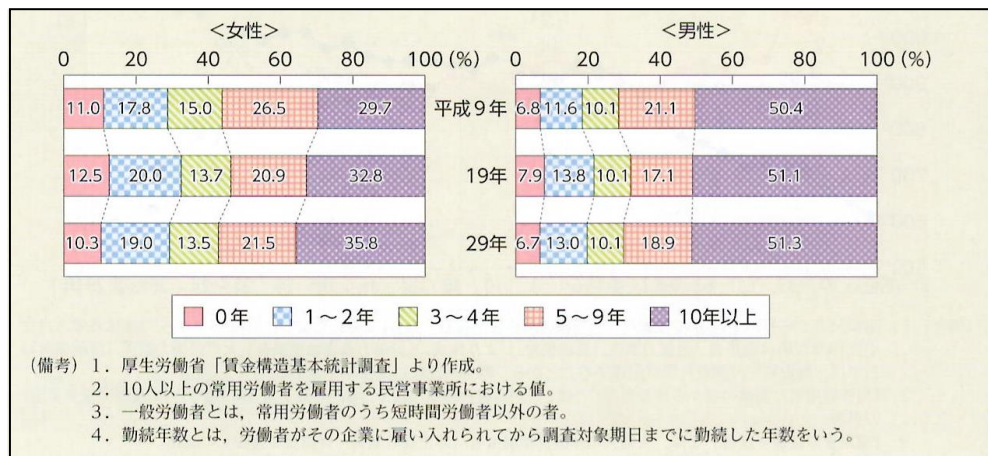 ＜女性＞
＜男性＞
0 20 40 60 80 100 (%)
0 20 40 60 80 100 (%)
11.0 17.8 15.0 26.5 29.7 平成９年 6.8 11.6 10.1 21.1 50.4
12.5 20.0 13.7 20.9 32.8 19年 7.9 13.8 10.1 17.1 51.1
10.3 19.0 13.5 21.5 35.8 29年 6.7 13.0 10.1 18.9 51.3
０年 １～２年 ３～４年 ５～９年 10年以上
（備考）１．厚生労働省「賃金構造基本統計調査」より作成。
２．10人以上の常用労働者を雇用する民営事業所における値。
３．一般労働者とは，常用労働者のうち短時間労働者以外の者。
４．勤続年数とは，労働者がその企業に雇い入れられてから調査対象期日までに勤続した年数をいう。